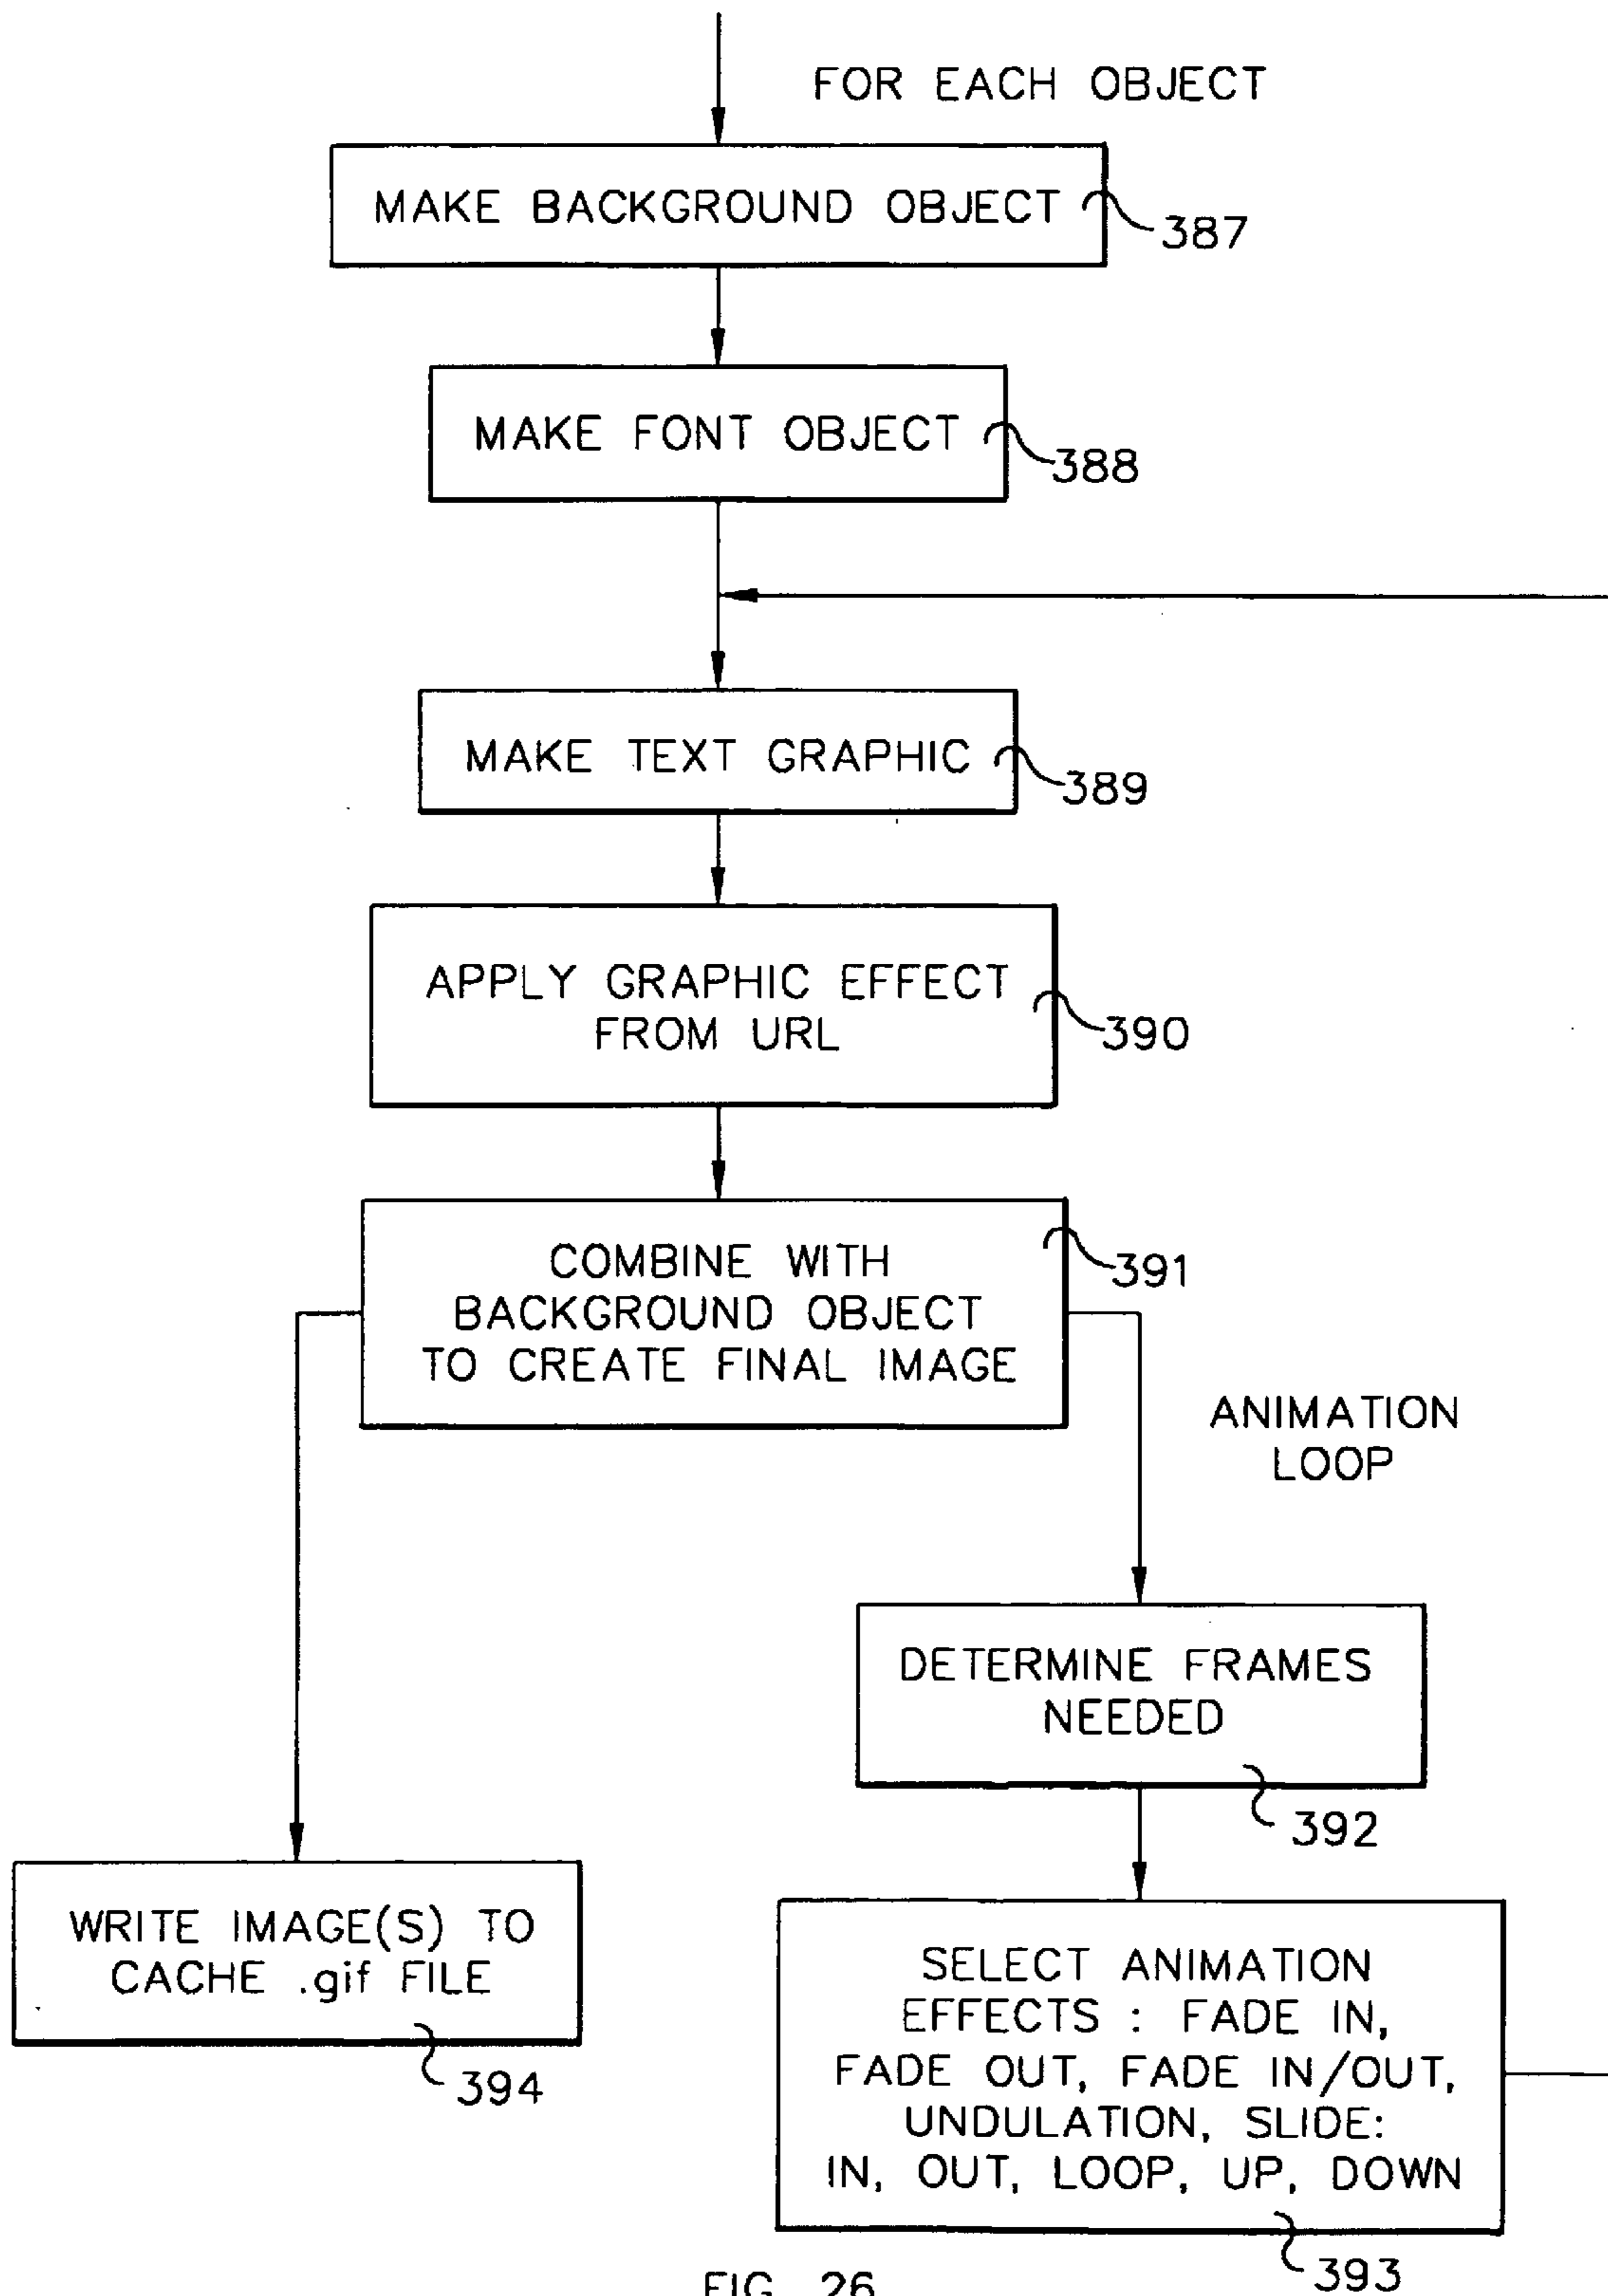 FOR EACH OBJECT
MAKE BACKGROUND OBJECT
387
MAKE FONT OBJECT
388
MAKE TEXT GRAPHIC
389
APPLY GRAPHIC EFFECT
FROM URL
390
COMBINE WITH
BACKGROUND OBJECT
TO CREATE FINAL IMAGE
391
ANIMATION
LOOP
DETERMINE FRAMES
NEEDED
392
WRITE IMAGE(S) TO
CACHE .gif FILE
394
SELECT ANIMATION
EFFECTS : FADE IN,
FADE OUT, FADE IN/OUT,
UNDULATION, SLIDE:
IN, OUT, LOOP, UP, DOWN
393
FIG. 26